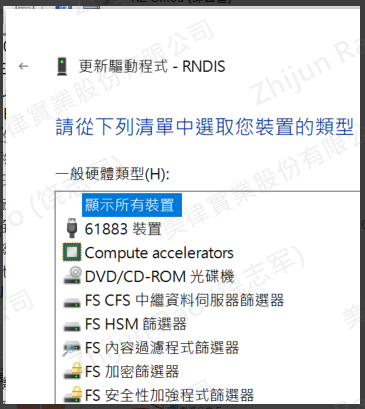 更新驅動程式 - RNDIS
請從下列清單中選取您裝置的類型
一般硬體類型(H):
顯示所有裝置
61883 裝置
Compute accelerators
DVD/CD-ROM 光碟機
FS CFS 中繼資料伺服器篩選器
FS HSM 篩選器
FS 內容過濾程式篩選器
FS 加密篩選器
FS 安全性加強程式篩選器